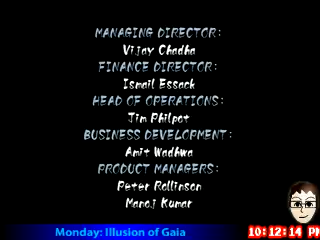 MANAGING DIRECTOR:
Vijay Chadha
FINANCE DIRECTOR:
Ismail Essack
HEAD OF OPERATIONS:
Jim Philpot
BUSINESS DEVELOPMENT:
Amit Wadhwa
PRODUCT MANAGERS:
Peter Rollinson
Manoj Kumar
Monday: Illusion of Gaia
10:12:14 PM